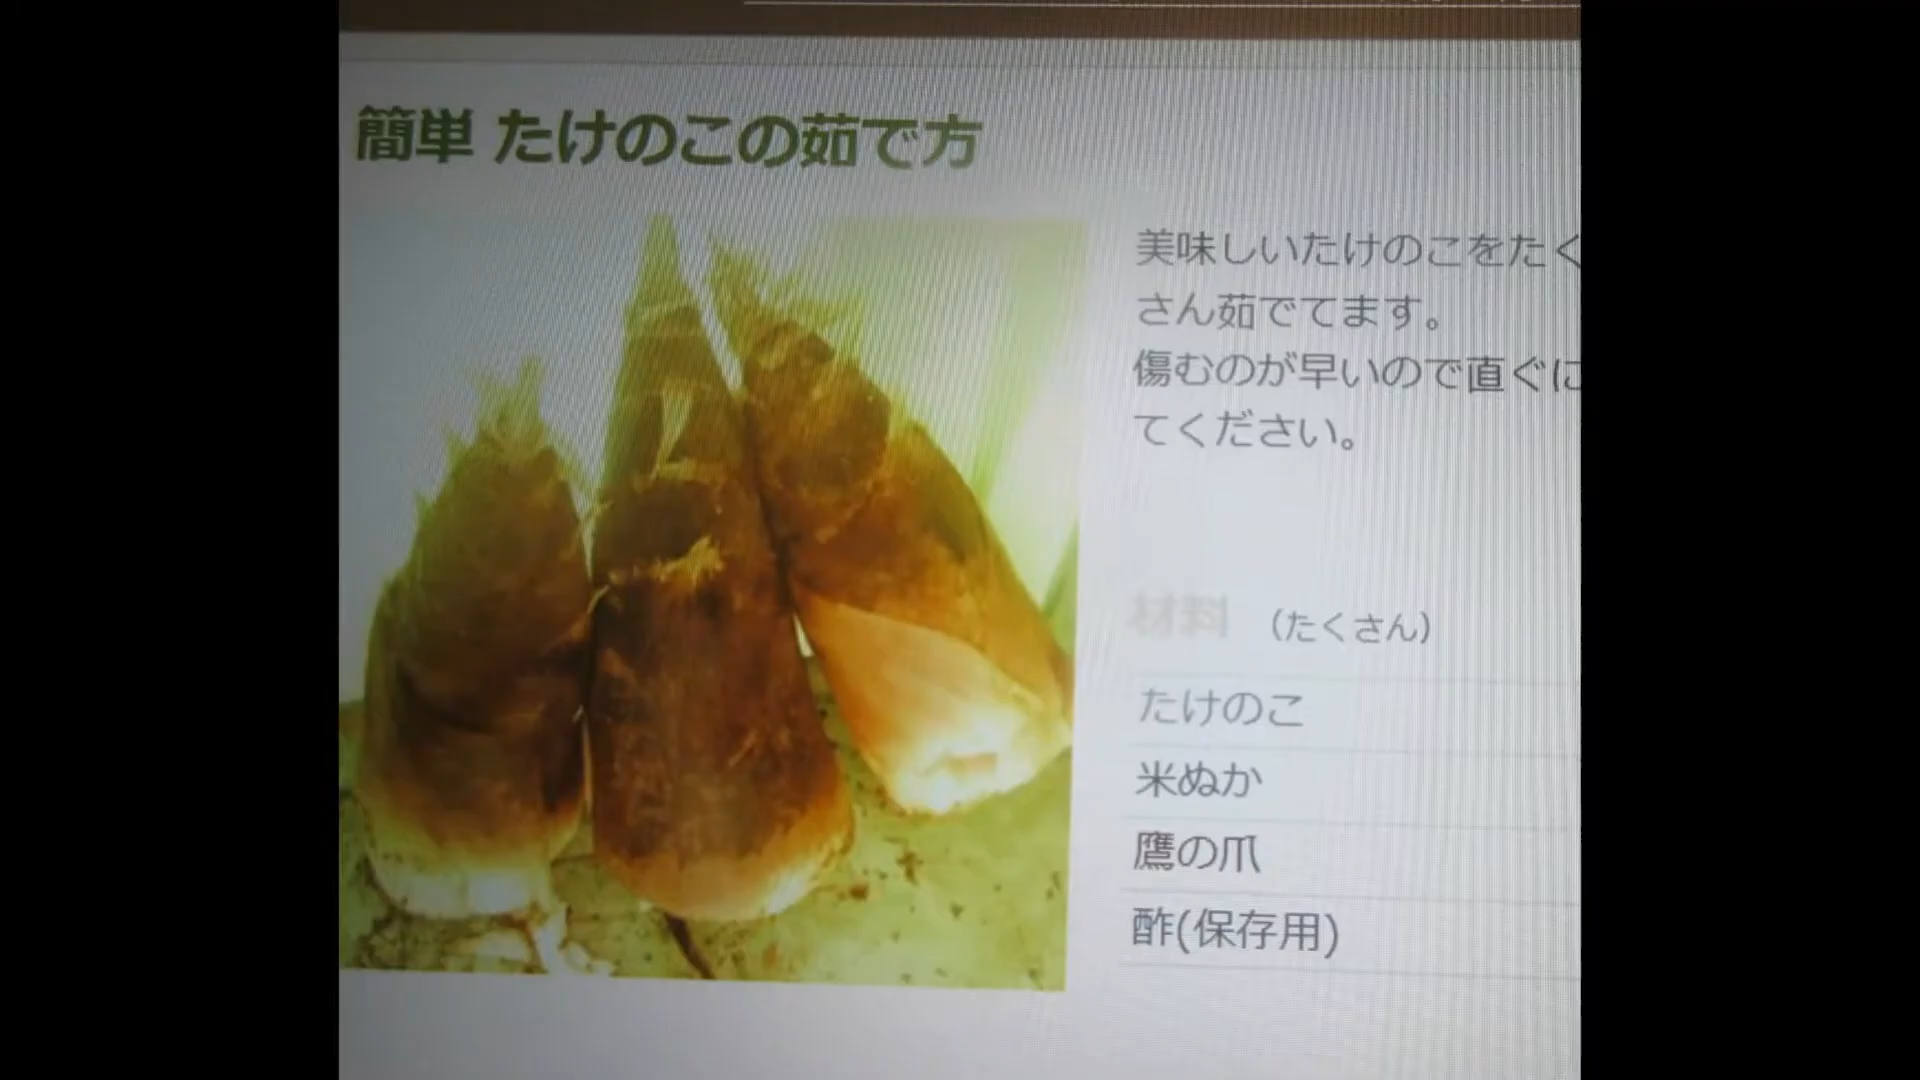 簡単 たけのこの茹で方
美味しいたけのこをたく
さん茹でてます。
傷むのが早いので直ぐに
てください。
材料 （たくさん）
たけのこ
米ぬか
鷹の爪
酢(保存用)